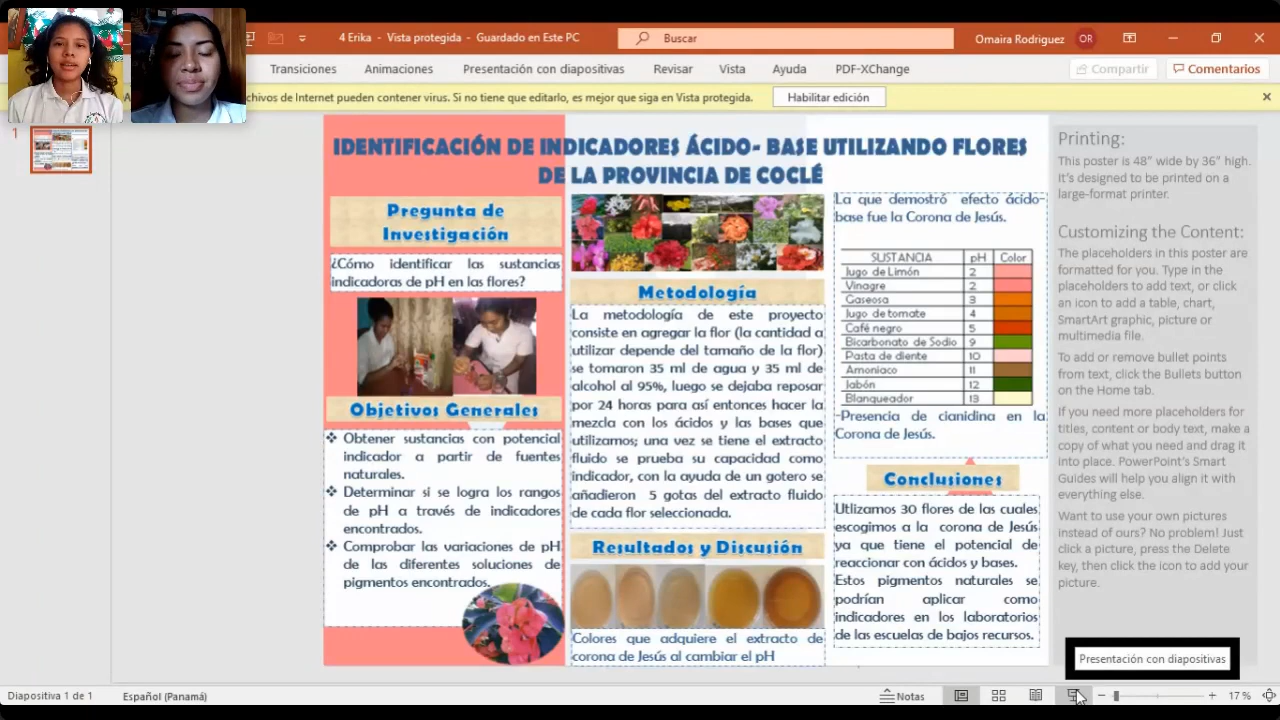 4 Erika - Vista protegida - Guardado en Este PC
Buscar
Omaira Rodriguez
OR
Transiciones
Animaciones
Presentación con diapositivas
Revisar
Vista
Ayuda
PDF-XChange
Compartir
Comentarios
chivos de Internet pueden contener virus. Si no tiene que editarlo, es mejor que siga en Vista protegida.
Habilitar edición
1
IDENTIFICACIÓN DE INDICADORES ÁCIDO- BASE UTILIZANDO FLORES
DE LA PROVINCIA DE COCLÉ
Pregunta de
Investigación
¿Cómo identificar las sustancias
indicadoras de pH en las flores?
Objetivos Generales
❖ Obtener sustancias con potencial
indicador a partir de fuentes
naturales.
❖ Determinar si se logra los rangos
de pH a través de indicadores
encontrados.
❖ Comprobar las variaciones de pH
de las diferentes soluciones de
pigmentos encontrados.
Metodología
La metodología de este proyecto
consiste en agregar la flor (la cantidad a
utilizar depende del tamaño de la flor)
se tomaron 35 ml de agua y 35 ml de
alcohol al 95%, luego se dejaba reposar
por 24 horas para así entonces hacer la
mezcla con los ácidos y las bases que
utilizamos; una vez se tiene el extracto
fluido se prueba su capacidad como
indicador, con la ayuda de un gotero se
añadieron 5 gotas del extracto fluido
de cada flor seleccionada.
Resultados y Discusión
Colores que adquiere el extracto de
corona de Jesús al cambiar el pH
La que demostró efecto ácido-
base fue la Corona de Jesús.
SUSTANCIA pH Color
Jugo de Limón 2
Vinagre 2
Gaseosa 3
Jugo de tomate 4
Café negro 5
Bicarbonato de Sodio 9
Pasta de diente 10
Amoniaco 11
Jabón 12
Blanqueador 13
-Presencia de cianidina en la
Corona de Jesús.
Conclusiones
Utlizamos 30 flores de las cuales
escogimos a la corona de Jesús
ya que tiene el potencial de
reaccionar con ácidos y bases.
Estos pigmentos naturales se
podrían aplicar como
indicadores en los laboratorios
de las escuelas de bajos recursos.
Printing:
This poster is 48" wide by 36" high.
It's designed to be printed on a
large-format printer.
Customizing the Content:
The placeholders in this poster are
formatted for you. Type in the
placeholders to add text, or click
an icon to add a table, chart,
SmartArt graphic, picture or
multimedia file.
To add or remove bullet points
from text, click the Bullets button
on the Home tab.
If you need more placeholders for
titles, content or body text, make a
copy of what you need and drag it
into place. PowerPoint's Smart
Guides will help you align it with
everything else.
Want to use your own pictures
instead of ours? No problem! Just
click a picture, press the Delete
key, then click the icon to add your
picture.
Presentación con diapositivas
Diapositiva 1 de 1
Español (Panamá)
Notas
17 %